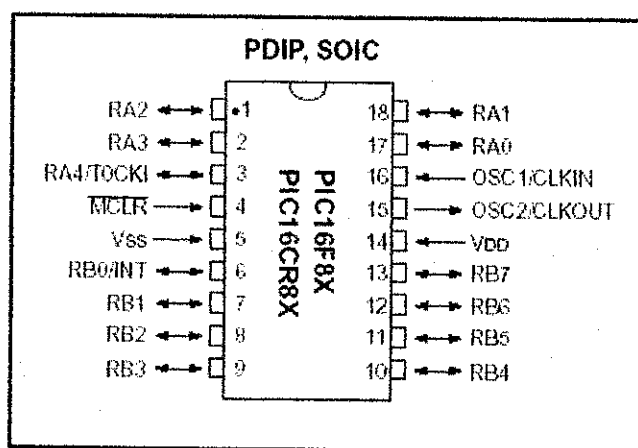 PDIP, SOIC
RA2 •1 18 RA1
RA3 2 17 RA0
RA4/T0CKI 3 16 OSC1/CLKIN
MCLR 4 15 OSC2/CLKOUT
Vss 5 14 VDD
RB0/INT 6 13 RB7
RB1 7 12 RB6
RB2 8 11 RB5
RB3 9 10 RB4
PIC16F8X
PIC16CR8X